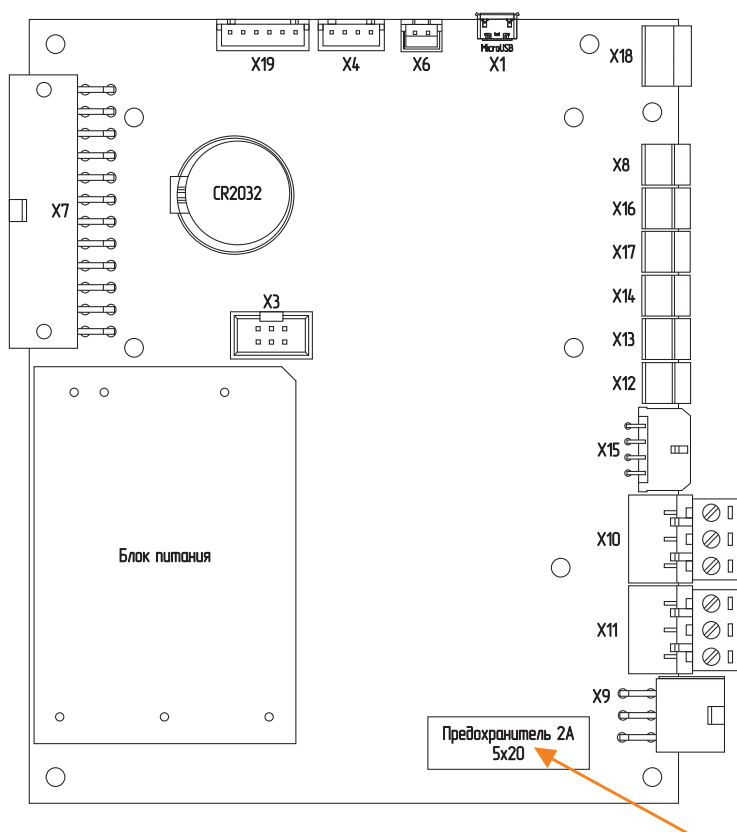 X19
X4
X6
MicroUSB
X1
X18
X8
X7
CR2032
X16
X17
X3
X14
X13
X12
X15
Блок питания
X10
X11
X9
Предохранитель 2А
5x20